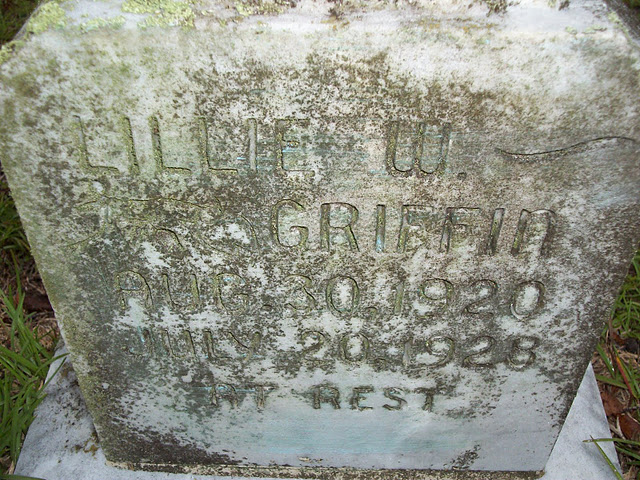 LILLIE W.
GRIFFIN
AUG. 30. 1920
JULY 20. 1928
AT REST